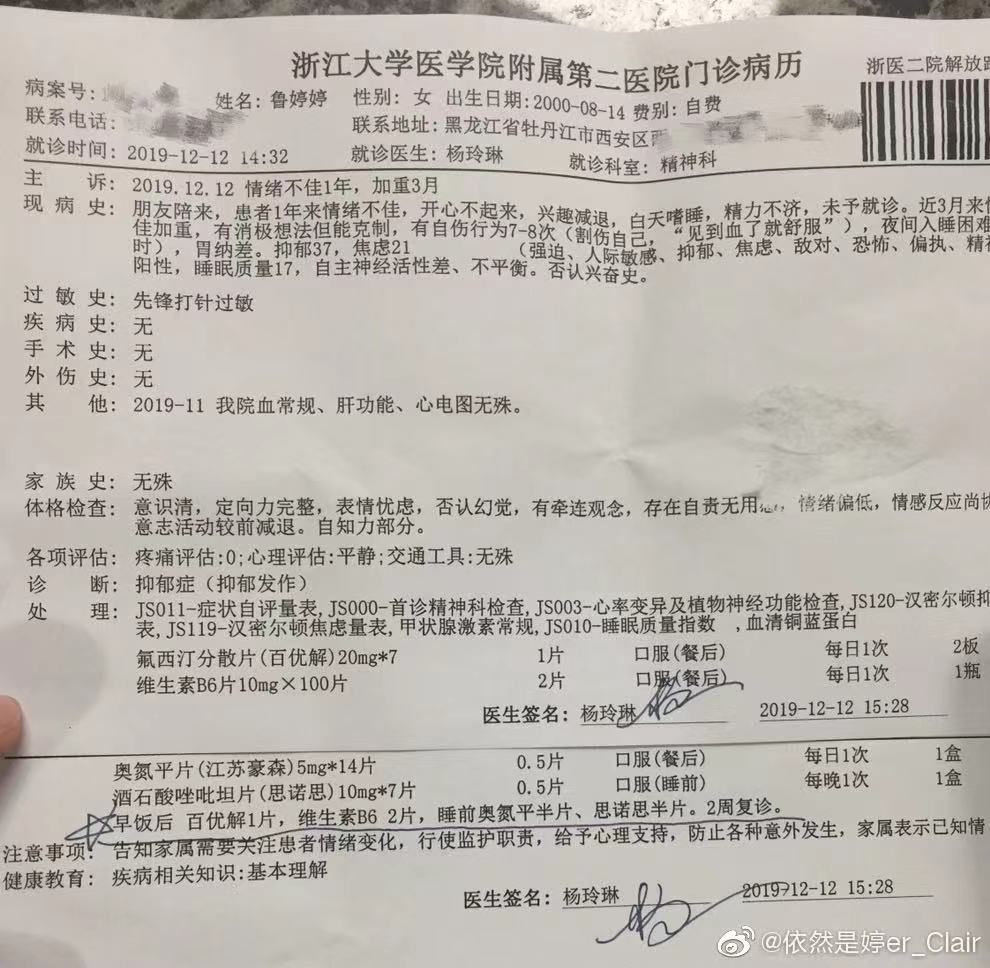 浙江大学医学院附属第二医院门诊病历
浙医二院解放路
病案号:
姓名: 鲁婷婷 性别: 女 出生日期:2000-08-14 费别: 自费
联系电话:
联系地址: 黑龙江省牡丹江市西安区
就诊时间: 2019-12-12 14:32 就诊医生: 杨玲琳 就诊科室: 精神科
主 诉: 2019.12.12 情绪不佳1年，加重3月
现 病 史: 朋友陪来，患者1年来情绪不佳，开心不起来，兴趣减退，白天嗜睡，精力不济，未予就诊。近3月来情
佳加重，有消极想法但能克制，有自伤行为7-8次（割伤自己，“见到血了就舒服”），夜间入睡困难
时），胃纳差。抑郁37，焦虑21 （强迫、人际敏感、抑郁、焦虑、敌对、恐怖、偏执、精神
阳性，睡眠质量17，自主神经活性差、不平衡。否认兴奋史。
过 敏 史: 先锋打针过敏
疾 病 史: 无
手 术 史: 无
外 伤 史: 无
其 他: 2019-11 我院血常规、肝功能、心电图无殊。
家 族 史: 无殊
体格检查: 意识清，定向力完整，表情忧虑，否认幻觉，有牵连观念，存在自责无用 ，情绪偏低，情感反应尚协
意志活动较前减退。自知力部分。
各项评估: 疼痛评估:0;心理评估:平静;交通工具:无殊
诊 断: 抑郁症（抑郁发作）
处 理: JS011-症状自评量表,JS000-首诊精神科检查,JS003-心率变异及植物神经功能检查,JS120-汉密尔顿抑
表,JS119-汉密尔顿焦虑量表,甲状腺激素常规,JS010-睡眠质量指数 ,血清铜蓝蛋白
氟西汀分散片(百优解)20mg*7 1片 口服(餐后) 每日1次 2板
维生素B6片10mg×100片 2片 口服(餐后) 每日1次 1瓶
医生签名: 杨玲琳 2019-12-12 15:28
奥氮平片(江苏豪森)5mg*14片 0.5片 口服(餐后) 每日1次 1盒
酒石酸唑吡坦片(思诺思)10mg*7片 0.5片 口服(睡前) 每晚1次 1盒
早饭后 百优解1片，维生素B6 2片，睡前奥氮平半片、思诺思半片。2周复诊。
注意事项: 告知家属需要关注患者情绪变化，行使监护职责，给予心理支持，防止各种意外发生，家属表示已知情
健康教育: 疾病相关知识:基本理解
医生签名: 杨玲琳 2019-12-12 15:28
@依然是婷er_Clair